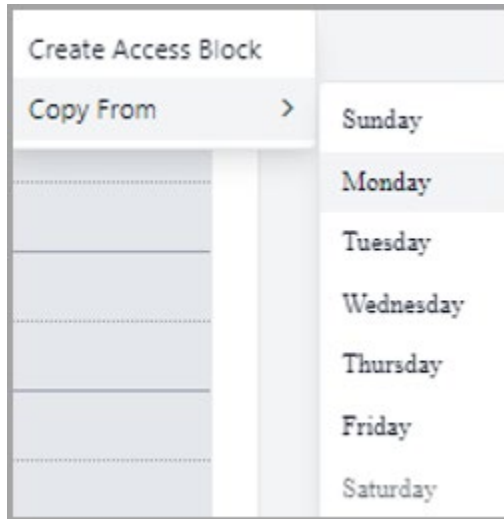 Create Access Block
Copy From >
Sunday
Monday
Tuesday
Wednesday
Thursday
Friday
Saturday